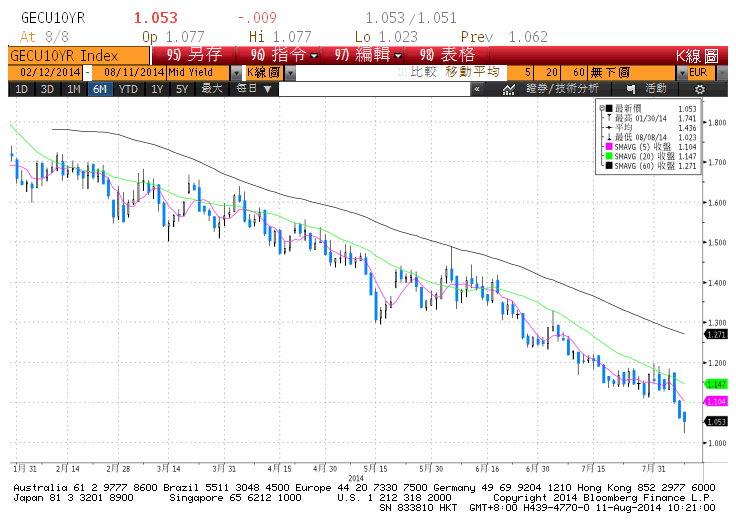 GECU10YR 1.053 -.009 1.053/1.051
At 8/8 Op 1.077 Hi 1.077 Lo 1.023 Prev 1.062
GECU10YR Index 95) 另存 96) 指令 97) 編輯 98) 表格 K線圖
02/12/2014 - 08/11/2014 Mid Yield K線圖 比較 移動平均 5 20 60 無下圖 EUR
1D 3D 1M 6M YTD 1Y 5Y 最大 每日 ▼ « 證券/技術分析 活動
最新價 1.053
最高 01/30/14 1.741
平均 1.436
最低 08/08/14 1.023
SMAVG (5) 收盤 1.104
SMAVG (20) 收盤 1.147
SMAVG (60) 收盤 1.271
1.800
1.700
1.600
1.500
1.400
1.300
1.271
1.200
1.147
1.104
1.053
1.000
1月 31 2月 14 2月 28 3月 14 3月 31 4月 15 4月 30 5月 15 5月 30 6月 16 6月 30 7月 15 7月 31
2014
Australia 61 2 9777 8600 Brazil 5511 3048 4500 Europe 44 20 7330 7500 Germany 49 69 9204 1210 Hong Kong 852 2977 6000
Japan 81 3 3201 8900 Singapore 65 6212 1000 U.S. 1 212 318 2000 Copyright 2014 Bloomberg Finance L.P.
SN 833810 HKT GMT+8:00 H439-4770-0 11-Aug-2014 10:21:00